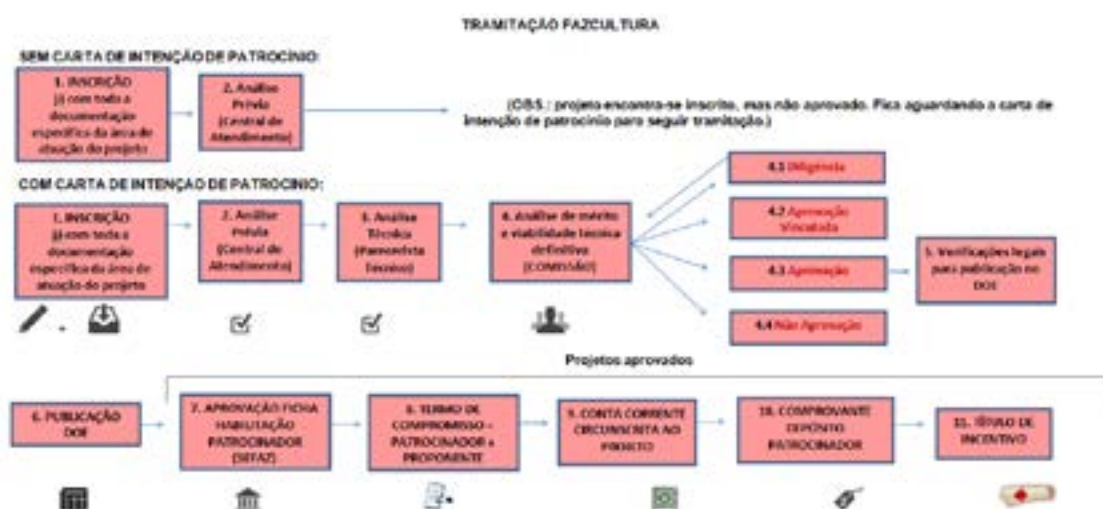 TRAMITAÇÃO FAZCULTURA
SEM CARTA DE INTENÇÃO DE PATROCÍNIO:
1. INSCRIÇÃO
(j) com toda a
documentação
específica da área de
atuação do projeto
2. Análise
Prévia
(Central de
Atendimento)
(OBS.: projeto encontra-se inscrito, mas não aprovado. Fica aguardando a carta de
intenção de patrocínio para seguir tramitação.)
COM CARTA DE INTENÇÃO DE PATROCÍNIO:
1. INSCRIÇÃO
(j) com toda a
documentação
específica da área de
atuação do projeto
2. Análise
Prévia
(Central de
Atendimento)
3. Análise
Técnica
(Parecerista
Técnico)
4. Análise de mérito
e viabilidade técnica
definitiva
(COMISSÃO)
4.1 Diligência
4.2 Aprovação
Vinculada
4.3 Aprovação
4.4 Não Aprovação
5. Verificações legais
para publicação no
DOE
Projetos aprovados
6. PUBLICAÇÃO
DOE
7. APROVAÇÃO FICHA
HABILITAÇÃO
PATROCINADOR
(SEFAZ)
8. TERMO DE
COMPROMISSO –
PATROCINADOR e
PROPONENTE
9. CONTA CORRENTE
CIRCUNSCRITA AO
PROJETO
10. COMPROVANTE
DEPÓSITO
PATROCINADOR
11. TÍTULO DE
INCENTIVO